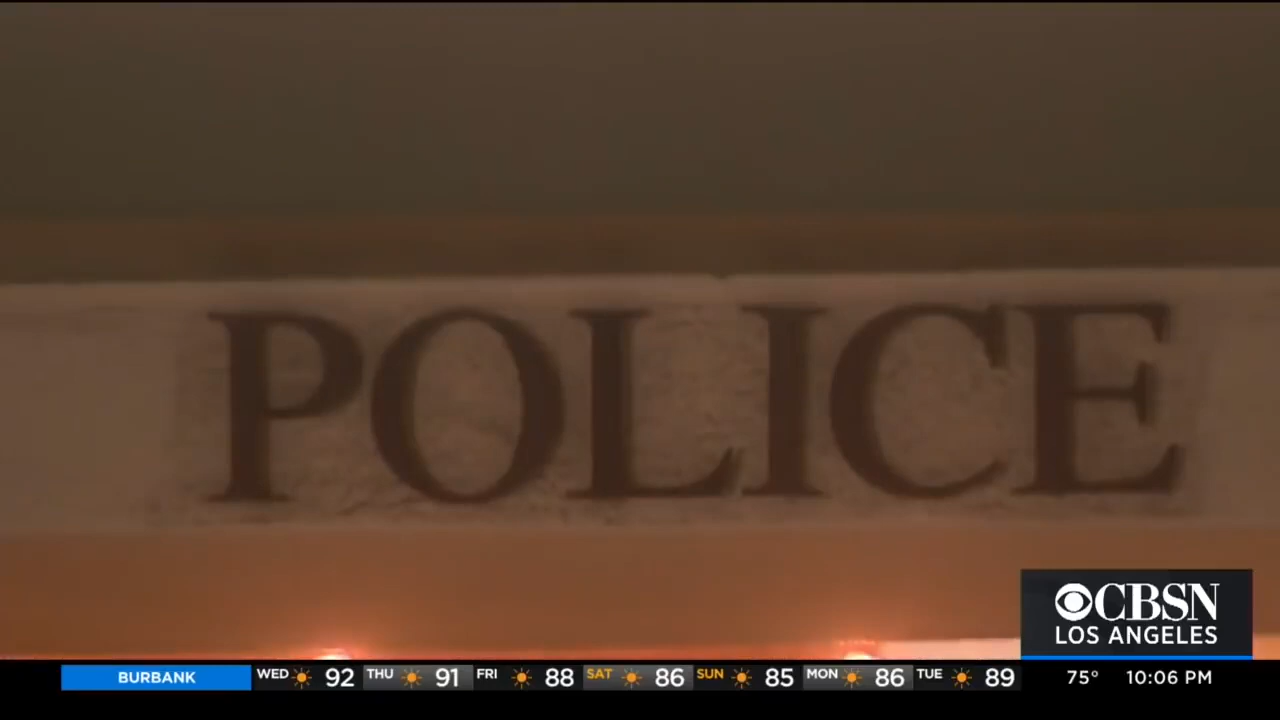 POLICE
CBSN
LOS ANGELES
BURBANK WED 92 THU 91 FRI 88 SAT 86 SUN 85 MON 86 TUE 89 75° 10:06 PM